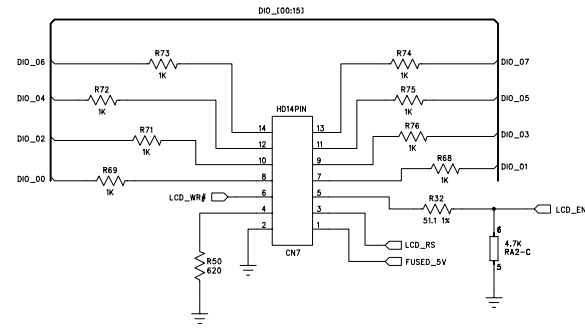 DIO_[00:15]
R73
R74
DIO_06
DIO_07
1K
1K
R72
R75
DIO_04
DIO_05
1K
HD14PIN
1K
R71
14
13
R76
DIO_02
12
11
DIO_03
1K
10
9
1K
R69
8
7
R68
DIO_00
DIO_01
1K
LCD_WR#
6
5
1K
R32
4
3
51.1 1%
LCD_EN
2
1
6
CN7
LCD_RS
4.7K
R50
RA2-C
620
FUSED_5V
5